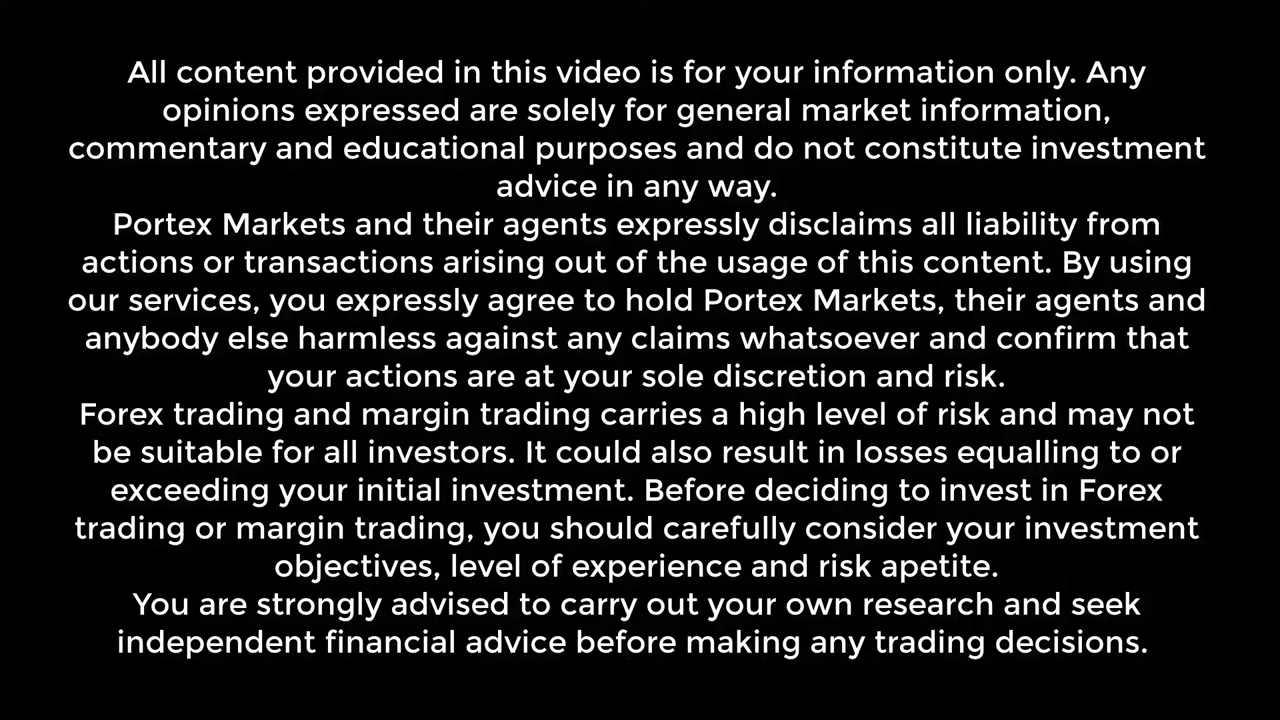 All content provided in this video is for your information only. Any
opinions expressed are solely for general market information,
commentary and educational purposes and do not constitute investment
advice in any way.
Portex Markets and their agents expressly disclaims all liability from
actions or transactions arising out of the usage of this content. By using
our services, you expressly agree to hold Portex Markets, their agents and
anybody else harmless against any claims whatsoever and confirm that
your actions are at your sole discretion and risk.
Forex trading and margin trading carries a high level of risk and may not
be suitable for all investors. It could also result in losses equalling to or
exceeding your initial investment. Before deciding to invest in Forex
trading or margin trading, you should carefully consider your investment
objectives, level of experience and risk apetite.
You are strongly advised to carry out your own research and seek
independent financial advice before making any trading decisions.